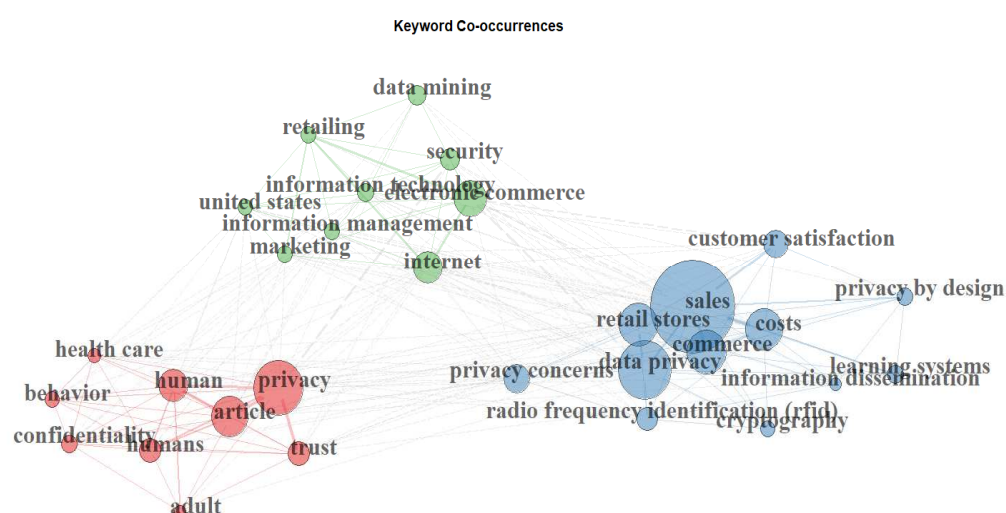 Keyword Co-occurrences
data mining
retailing
security
information technology
electronic commerce
united states
information management
marketing
internet
customer satisfaction
privacy by design
sales
retail stores
costs
commerce
health care
data privacy
privacy concerns
learning systems
information dissemination
human
privacy
behavior
article
radio frequency identification (rfid)
cryptography
confidentiality
humans
trust
adult